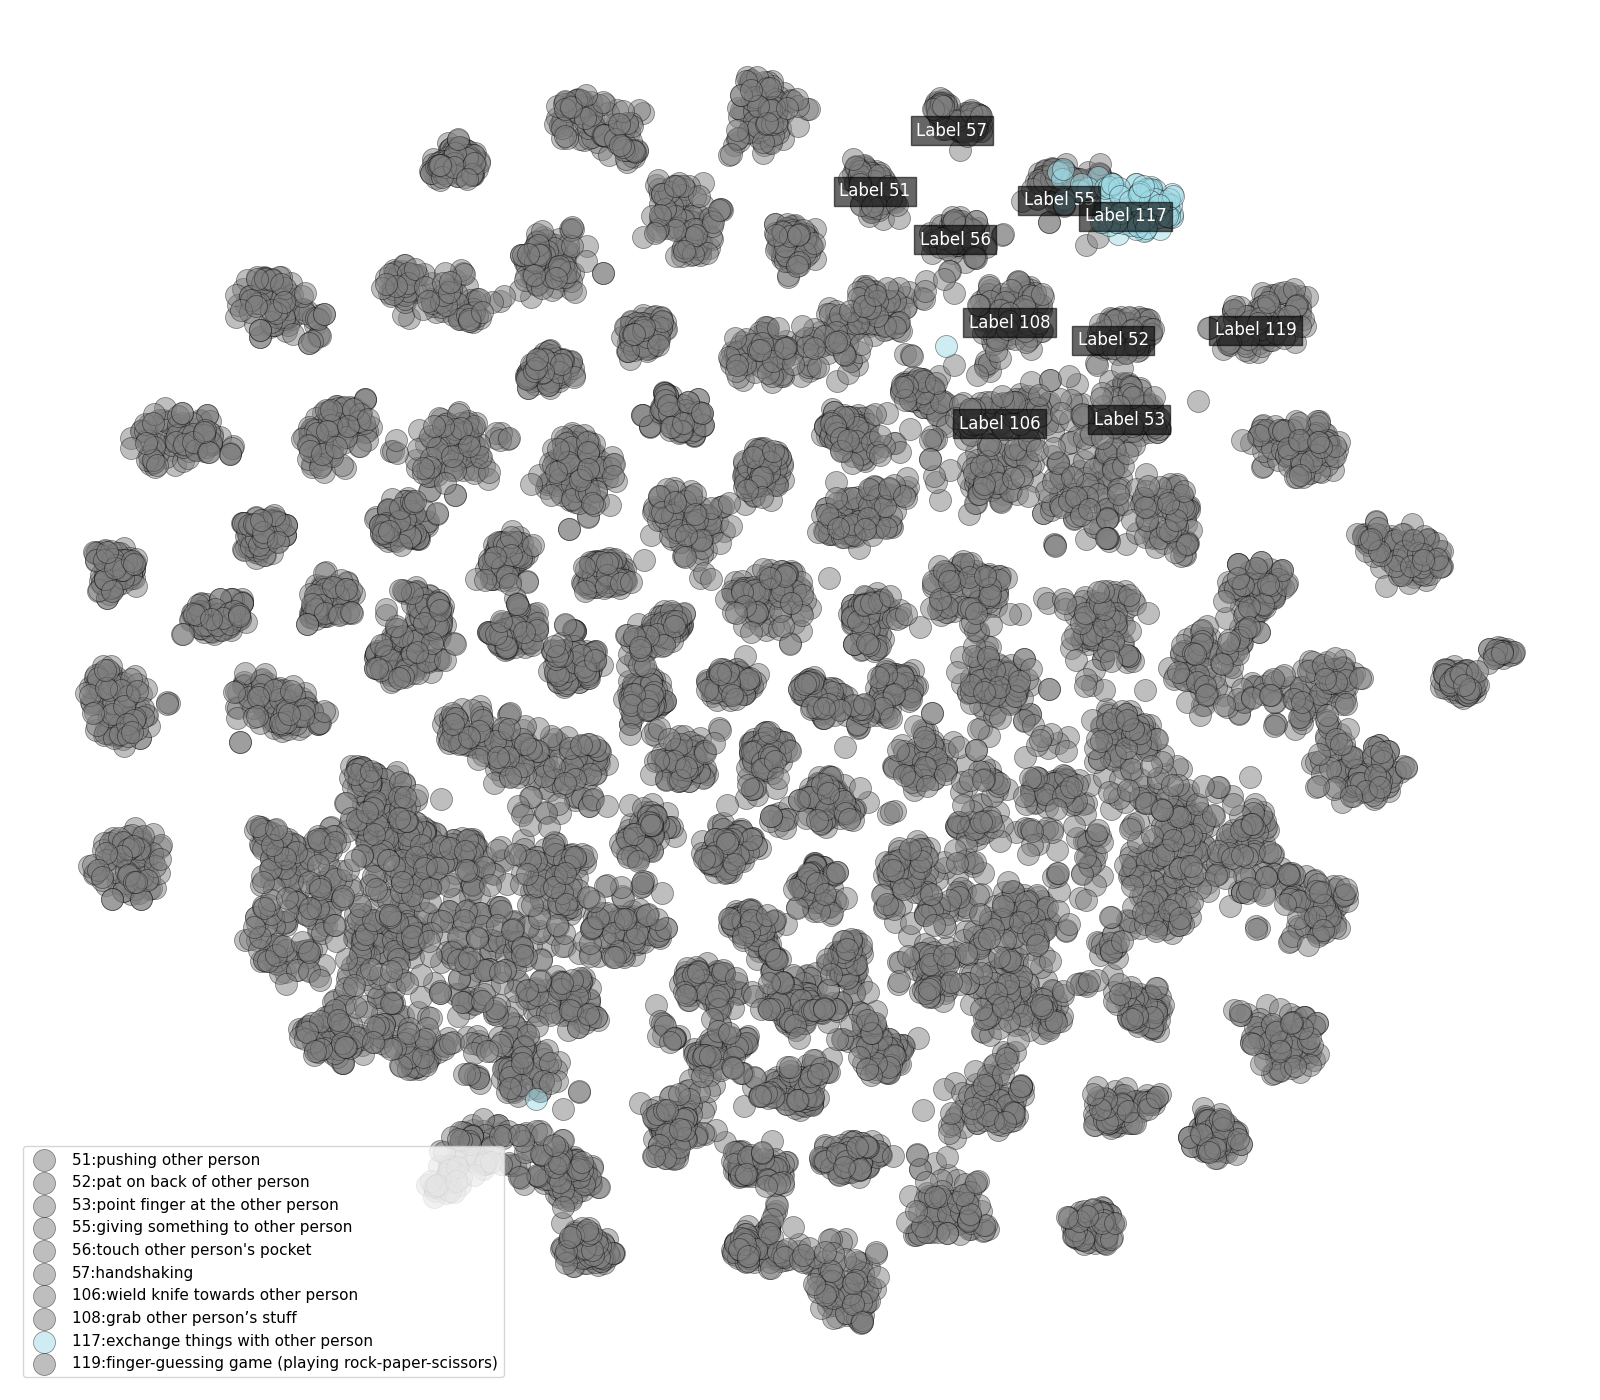 Label 57
Label 51
Label 55
Label 117
Label 56
Label 108
Label 52
Label 119
Label 106
Label 53
51:pushing other person
52:pat on back of other person
53:point finger at the other person
55:giving something to other person
56:touch other person's pocket
57:handshaking
106:wield knife towards other person
108:grab other person’s stuff
117:exchange things with other person
119:finger-guessing game (playing rock-paper-scissors)